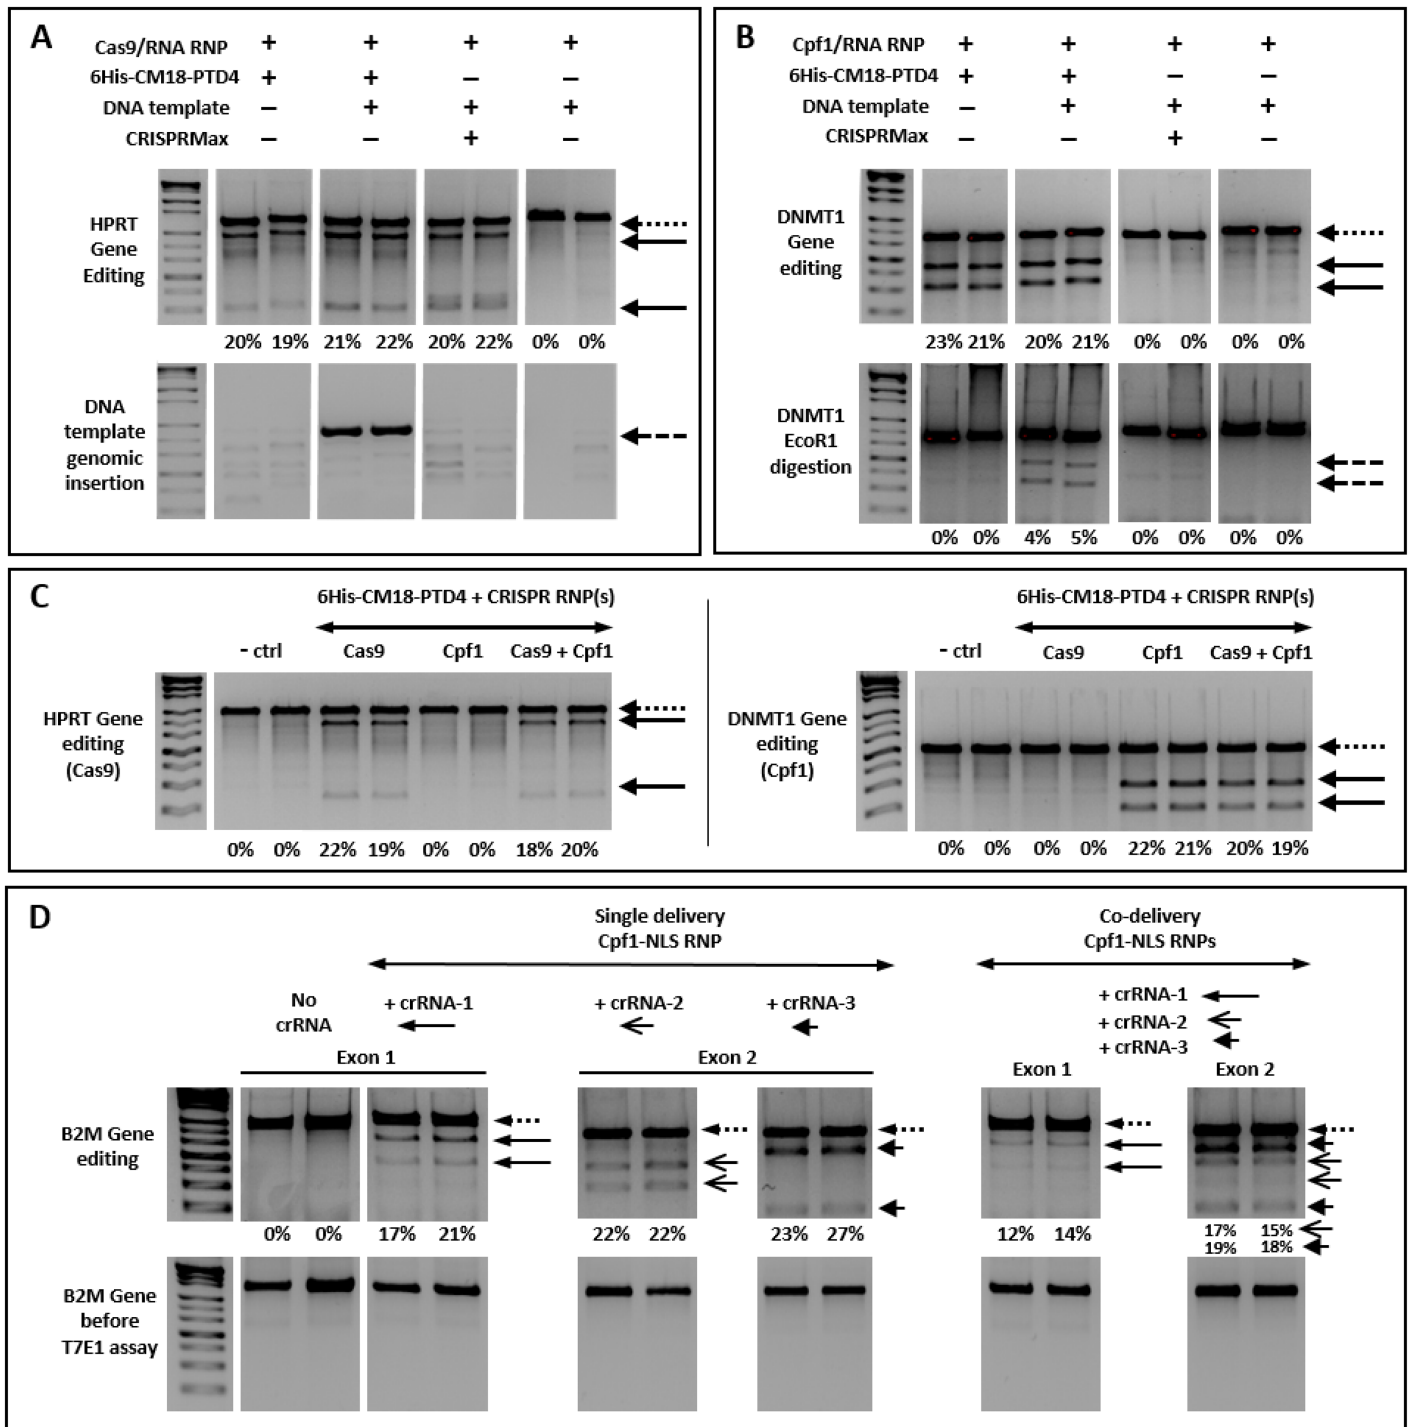 A
Cas9/RNA RNP + + + +
6His-CM18-PTD4 + + – –
DNA template – + + +
CRISPRMax – – + –
HPRT
Gene
Editing
20% 19% 21% 22% 20% 22% 0% 0%
DNA
template
genomic
insertion
B
Cpf1/RNA RNP + + + +
6His-CM18-PTD4 + + – –
DNA template – + + +
CRISPRMax – – + –
DNMT1
Gene
editing
23% 21% 20% 21% 0% 0% 0% 0%
DNMT1
EcoR1
digestion
0% 0% 4% 5% 0% 0% 0% 0%
C
6His-CM18-PTD4 + CRISPR RNP(s)
- ctrl Cas9 Cpf1 Cas9 + Cpf1
HPRT Gene
editing
(Cas9)
0% 0% 22% 19% 0% 0% 18% 20%
6His-CM18-PTD4 + CRISPR RNP(s)
- ctrl Cas9 Cpf1 Cas9 + Cpf1
DNMT1 Gene
editing
(Cpf1)
0% 0% 0% 0% 22% 21% 20% 19%
D
Single delivery
Cpf1-NLS RNP
Co-delivery
Cpf1-NLS RNPs
No
crRNA
+ crRNA-1
+ crRNA-2
+ crRNA-3
+ crRNA-1
+ crRNA-2
+ crRNA-3
Exon 1
Exon 2
Exon 1
Exon 2
B2M Gene
editing
0% 0% 17% 21% 22% 22% 23% 27% 12% 14% 17% 15%
19% 18%
B2M Gene
before
T7E1 assay